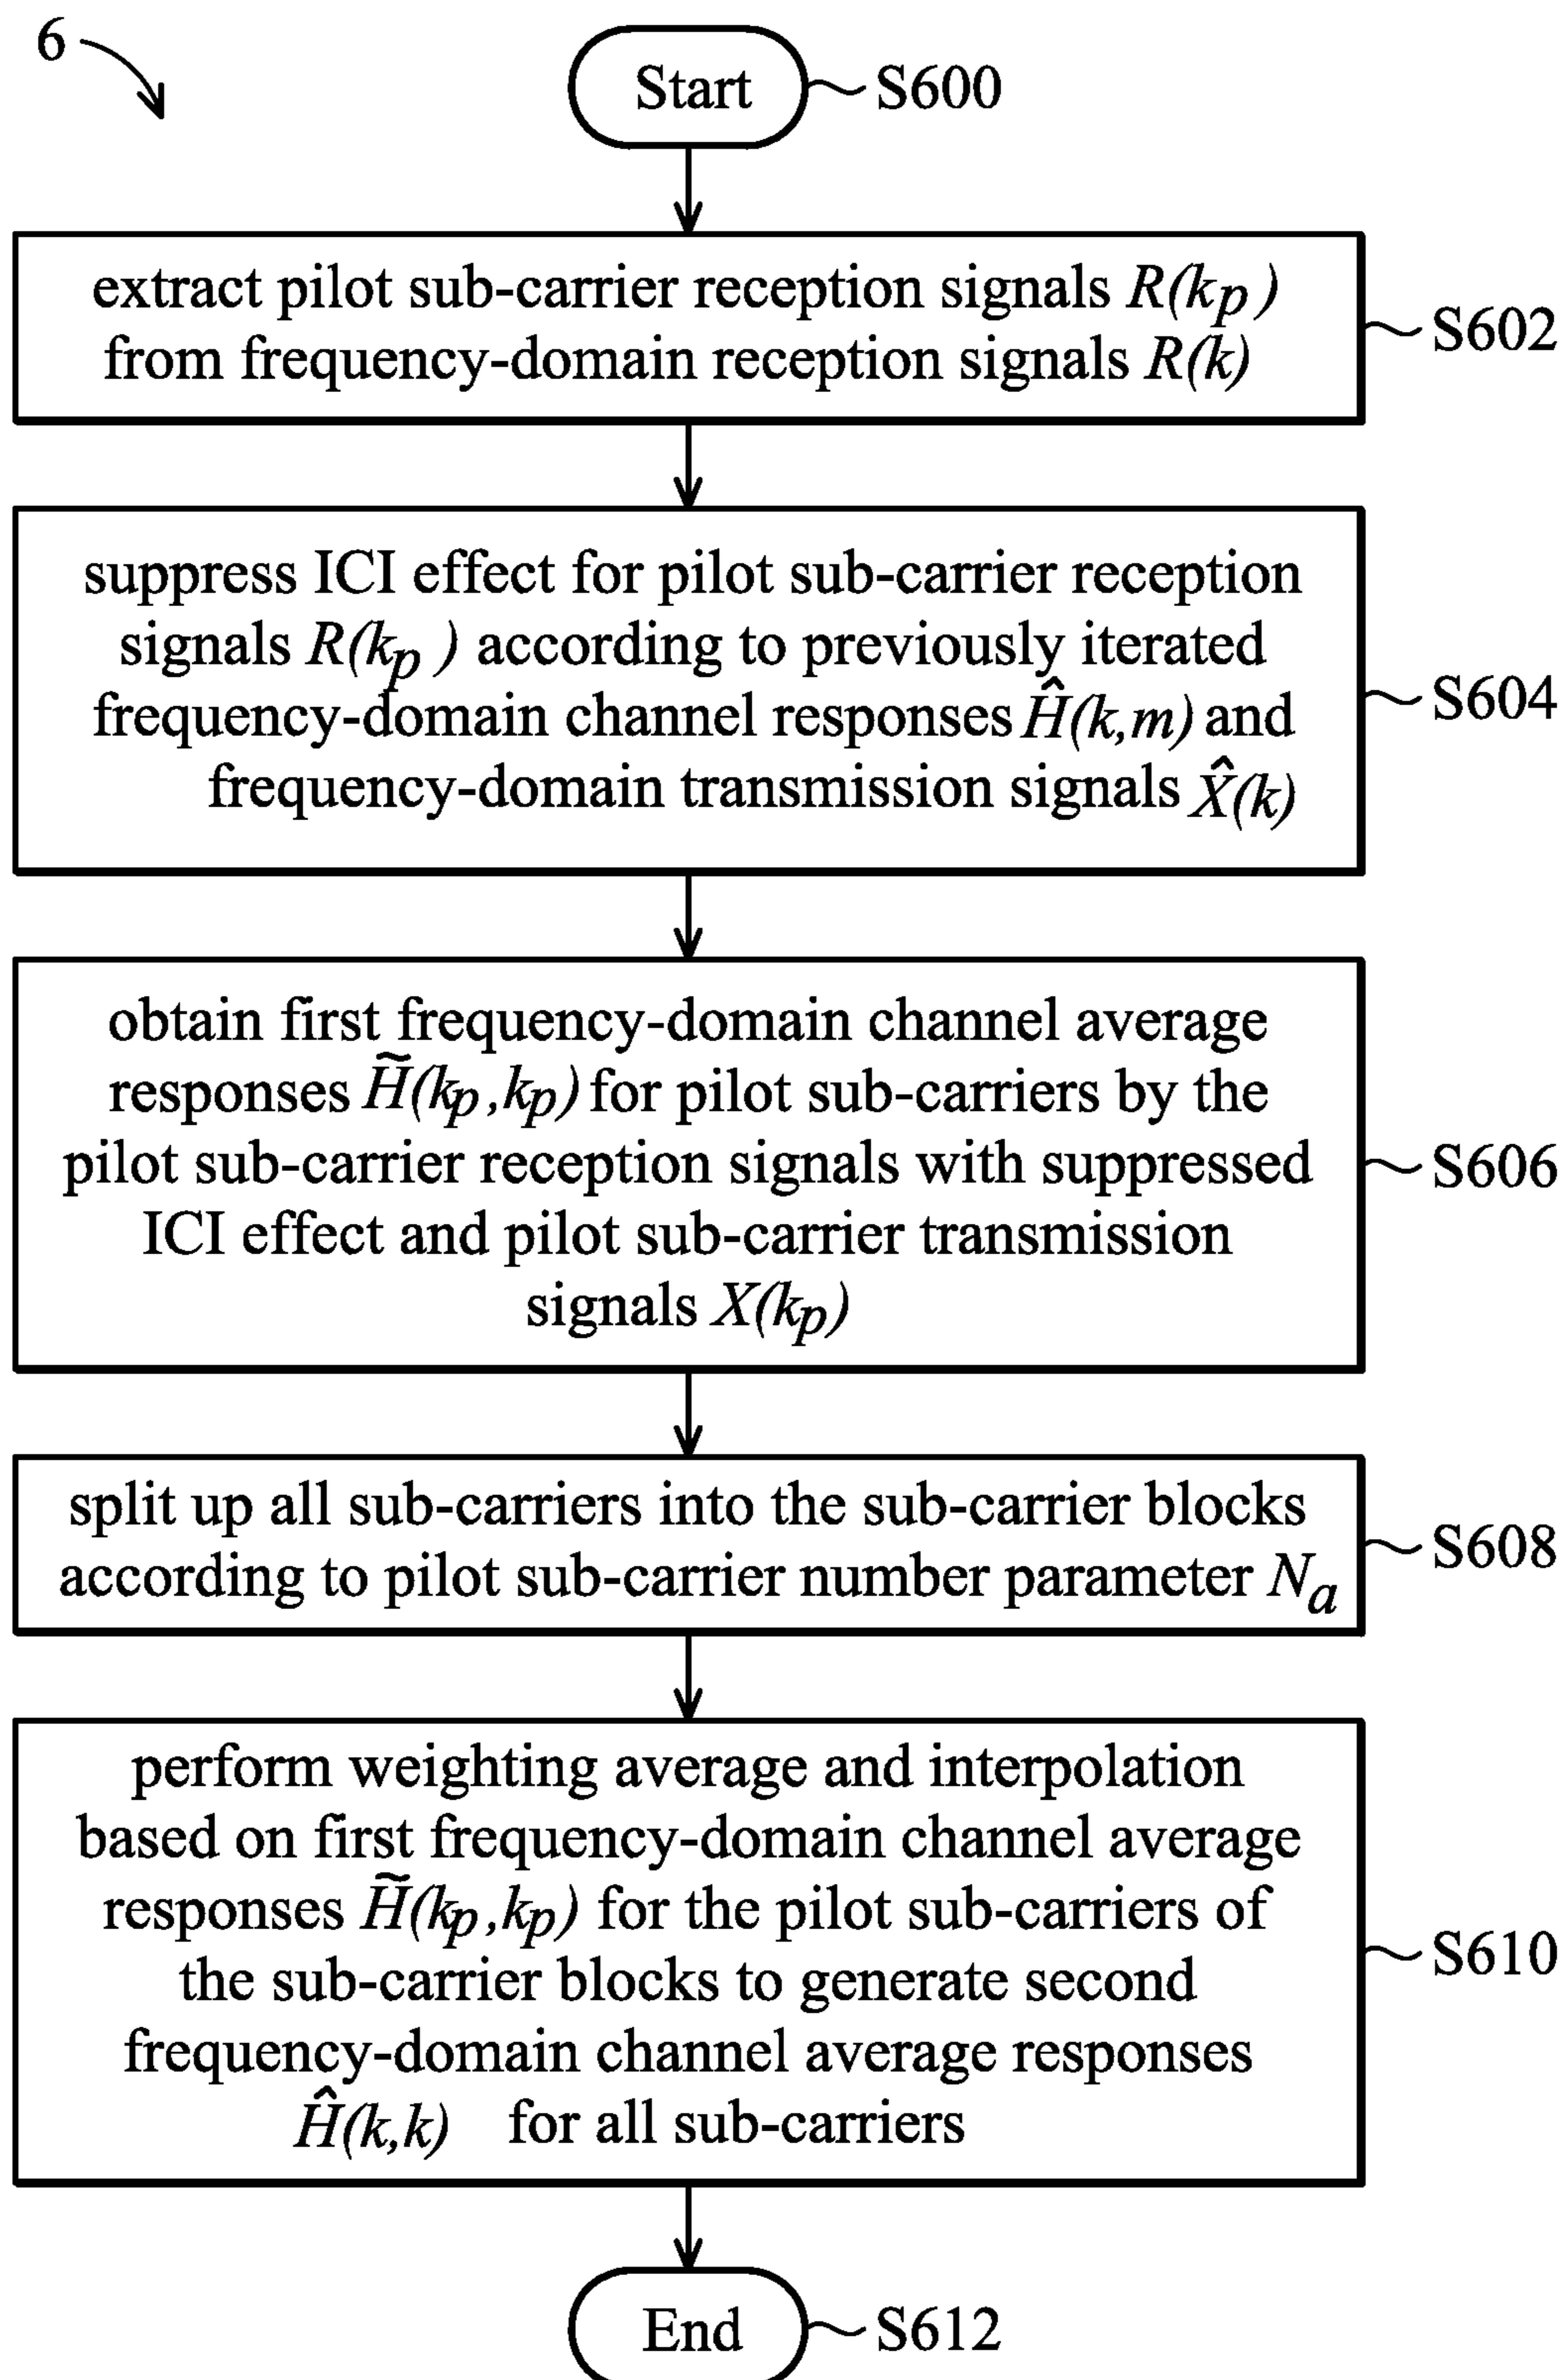 6
Start
S600
extract pilot sub-carrier reception signals R(kp)
from frequency-domain reception signals R(k)
S602
suppress ICI effect for pilot sub-carrier reception
signals R(kp) according to previously iterated
frequency-domain channel responses Ĥ(k,m) and
frequency-domain transmission signals X̂(k)
S604
obtain first frequency-domain channel average
responses H̃(kp,kp) for pilot sub-carriers by the
pilot sub-carrier reception signals with suppressed
ICI effect and pilot sub-carrier transmission
signals X(kp)
S606
split up all sub-carriers into the sub-carrier blocks
according to pilot sub-carrier number parameter Na
S608
perform weighting average and interpolation
based on first frequency-domain channel average
responses H̃(kp,kp) for the pilot sub-carriers of
the sub-carrier blocks to generate second
frequency-domain channel average responses
Ĥ(k,k) for all sub-carriers
S610
End
S612